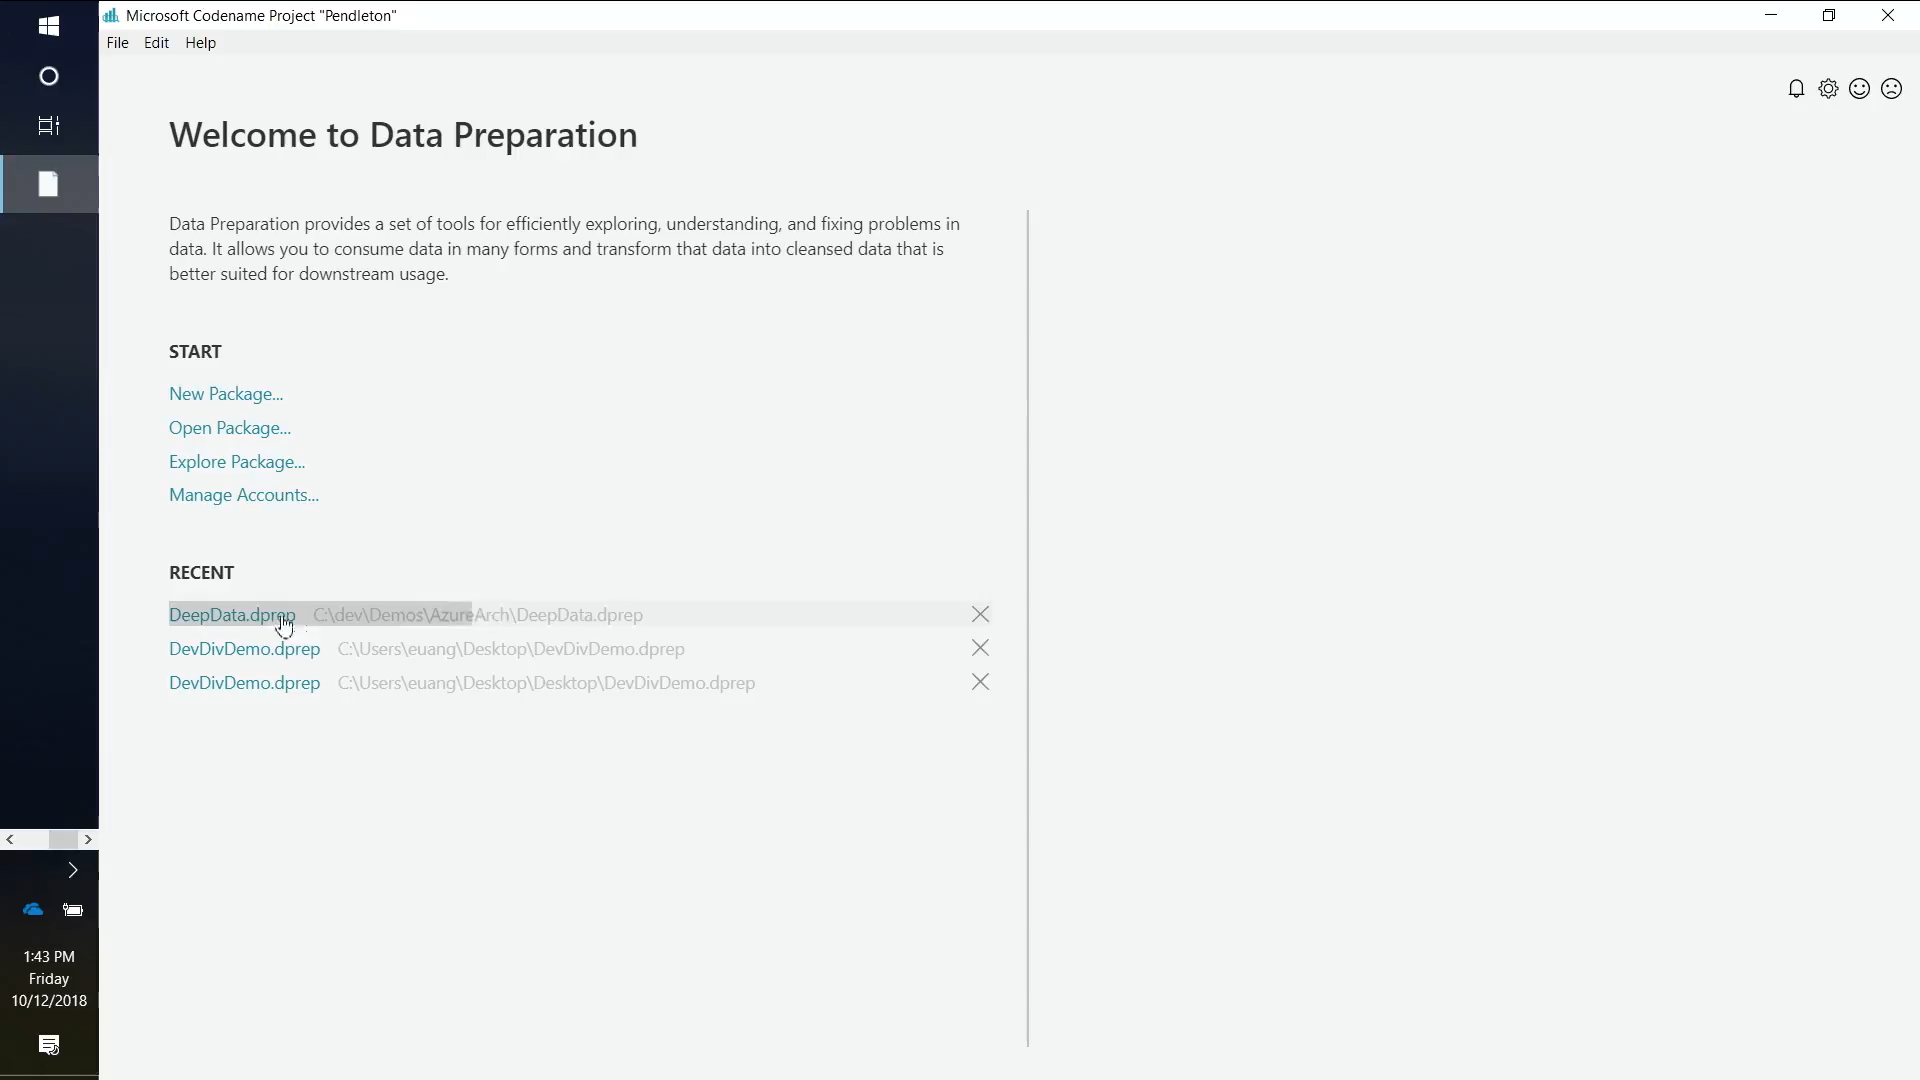 Microsoft Codename Project "Pendleton"
File Edit Help
Welcome to Data Preparation
Data Preparation provides a set of tools for efficiently exploring, understanding, and fixing problems in
data. It allows you to consume data in many forms and transform that data into cleansed data that is
better suited for downstream usage.
START
New Package...
Open Package...
Explore Package...
Manage Accounts...
RECENT
DeepData.dprep C:\dev\Demos\AzureArch\DeepData.dprep
DevDivDemo.dprep C:\Users\euang\Desktop\DevDivDemo.dprep
DevDivDemo.dprep C:\Users\euang\Desktop\Desktop\DevDivDemo.dprep
1:43 PM
Friday
10/12/2018